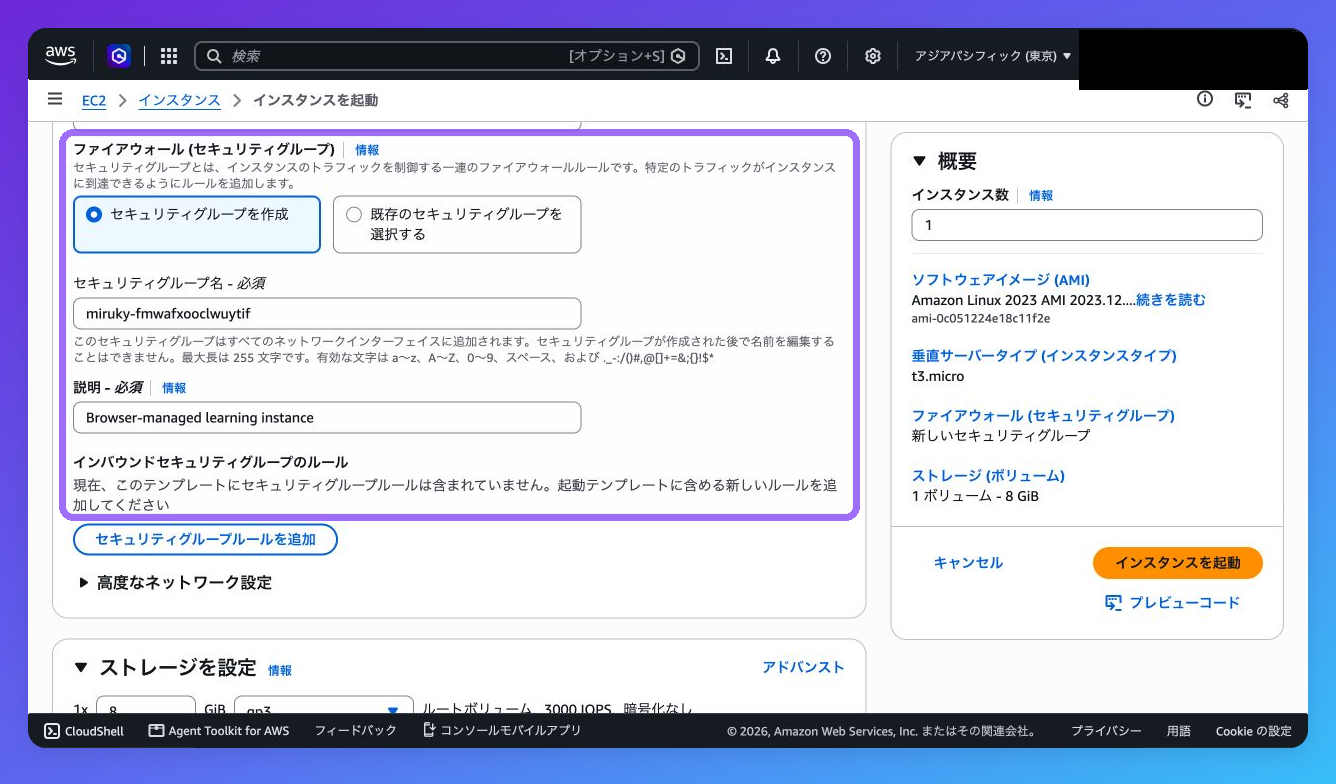 aws
検索
[オプション+S]
アジアパシフィック (東京)
EC2
インスタンス
インスタンスを起動
ファイアウォール (セキュリティグループ)
情報
セキュリティグループとは、インスタンスのトラフィックを制御する一連のファイアウォールルールです。特定のトラフィックがインスタンス
に到達できるようにルールを追加します。
セキュリティグループを作成
既存のセキュリティグループを
選択する
セキュリティグループ名 - 必須
miruky-fmwafxooclwuytif
このセキュリティグループはすべてのネットワークインターフェイスに追加されます。セキュリティグループが作成された後で名前を編集する
ことはできません。最大長は 255 文字です。有効な文字は a〜z、A〜Z、0〜9、スペース、および ._-:/()#,@[]+=&;{}!$*
説明 - 必須
情報
Browser-managed learning instance
インバウンドセキュリティグループのルール
現在、このテンプレートにセキュリティグループルールは含まれていません。起動テンプレートに含める新しいルールを追
加してください
セキュリティグループルールを追加
高度なネットワーク設定
ストレージを設定
情報
アドバンスト
1x
8
GiB
gp3
ルートボリューム、3000 IOPS、暗号化なし
概要
インスタンス数
情報
1
ソフトウェアイメージ (AMI)
Amazon Linux 2023 AMI 2023.12....続きを読む
ami-0c051224e18c11f2e
垂直サーバータイプ (インスタンスタイプ)
t3.micro
ファイアウォール (セキュリティグループ)
新しいセキュリティグループ
ストレージ (ボリューム)
1 ボリューム - 8 GiB
キャンセル
インスタンスを起動
プレビューコード
CloudShell
Agent Toolkit for AWS
フィードバック
コンソールモバイルアプリ
© 2026, Amazon Web Services, Inc. またはその関連会社。
プライバシー
用語
Cookie の設定